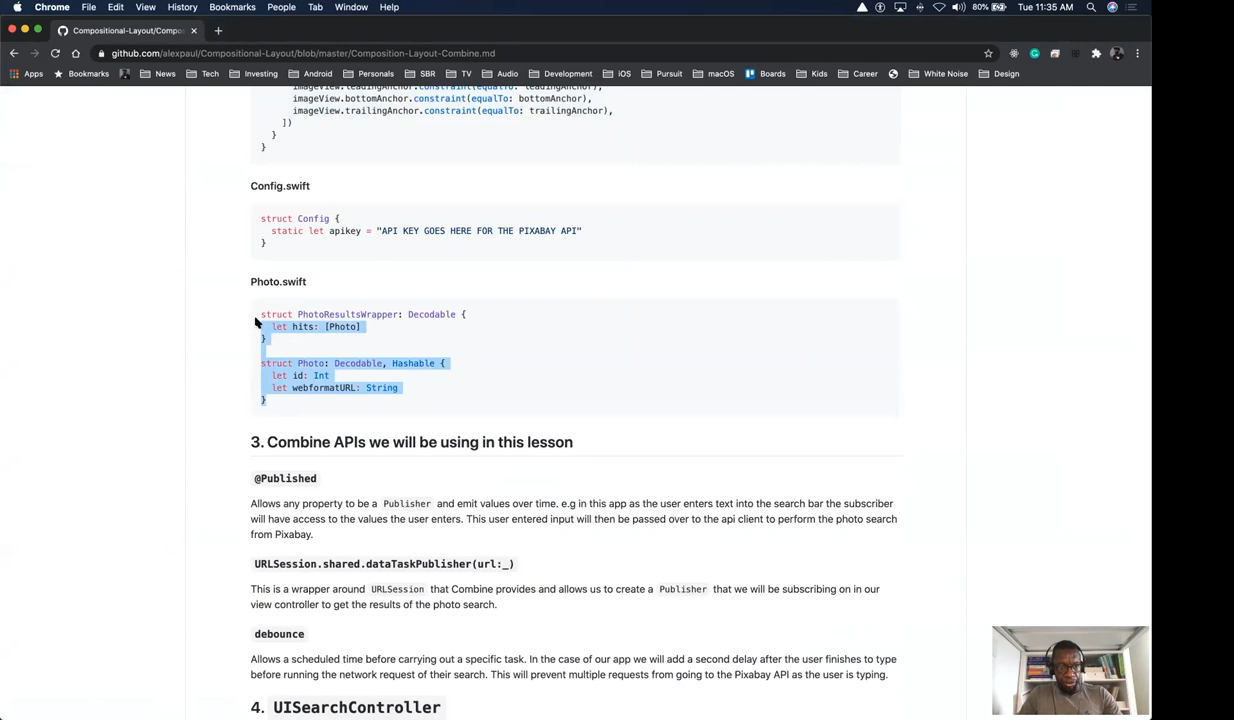 Chrome File Edit View History Bookmarks People Tab Window Help 80% Tue 11:35 AM
Compositional-Layout/Compo
github.com/alexpaul/Compositional-Layout/blob/master/Composition-Layout-Combine.md
Apps Bookmarks News Tech Investing Android Personals SBR TV Audio Development iOS Pursuit macOS Boards Kids Career White Noise Design
imageView.leadingAnchor.constraint(equalTo: leadingAnchor),
imageView.bottomAnchor.constraint(equalTo: bottomAnchor),
imageView.trailingAnchor.constraint(equalTo: trailingAnchor),
])
}
}
Config.swift
struct Config {
static let apikey = "API KEY GOES HERE FOR THE PIXABAY API"
}
Photo.swift
struct PhotoResultsWrapper: Decodable {
let hits: [Photo]
}
struct Photo: Decodable, Hashable {
let id: Int
let webformatURL: String
}
3. Combine APIs we will be using in this lesson
@Published
Allows any property to be a Publisher and emit values over time. e.g in this app as the user enters text into the search bar the subscriber
will have access to the values the user enters. This user entered input will then be passed over to the api client to perform the photo search
from Pixabay.
URLSession.shared.dataTaskPublisher(url:_)
This is a wrapper around URLSession that Combine provides and allows us to create a Publisher that we will be subscribing on in our
view controller to get the results of the photo search.
debounce
Allows a scheduled time before carrying out a specific task. In the case of our app we will add a second delay after the user finishes to type
before running the network request of their search. This will prevent multiple requests from going to the Pixabay API as the user is typing.
4. UISearchController